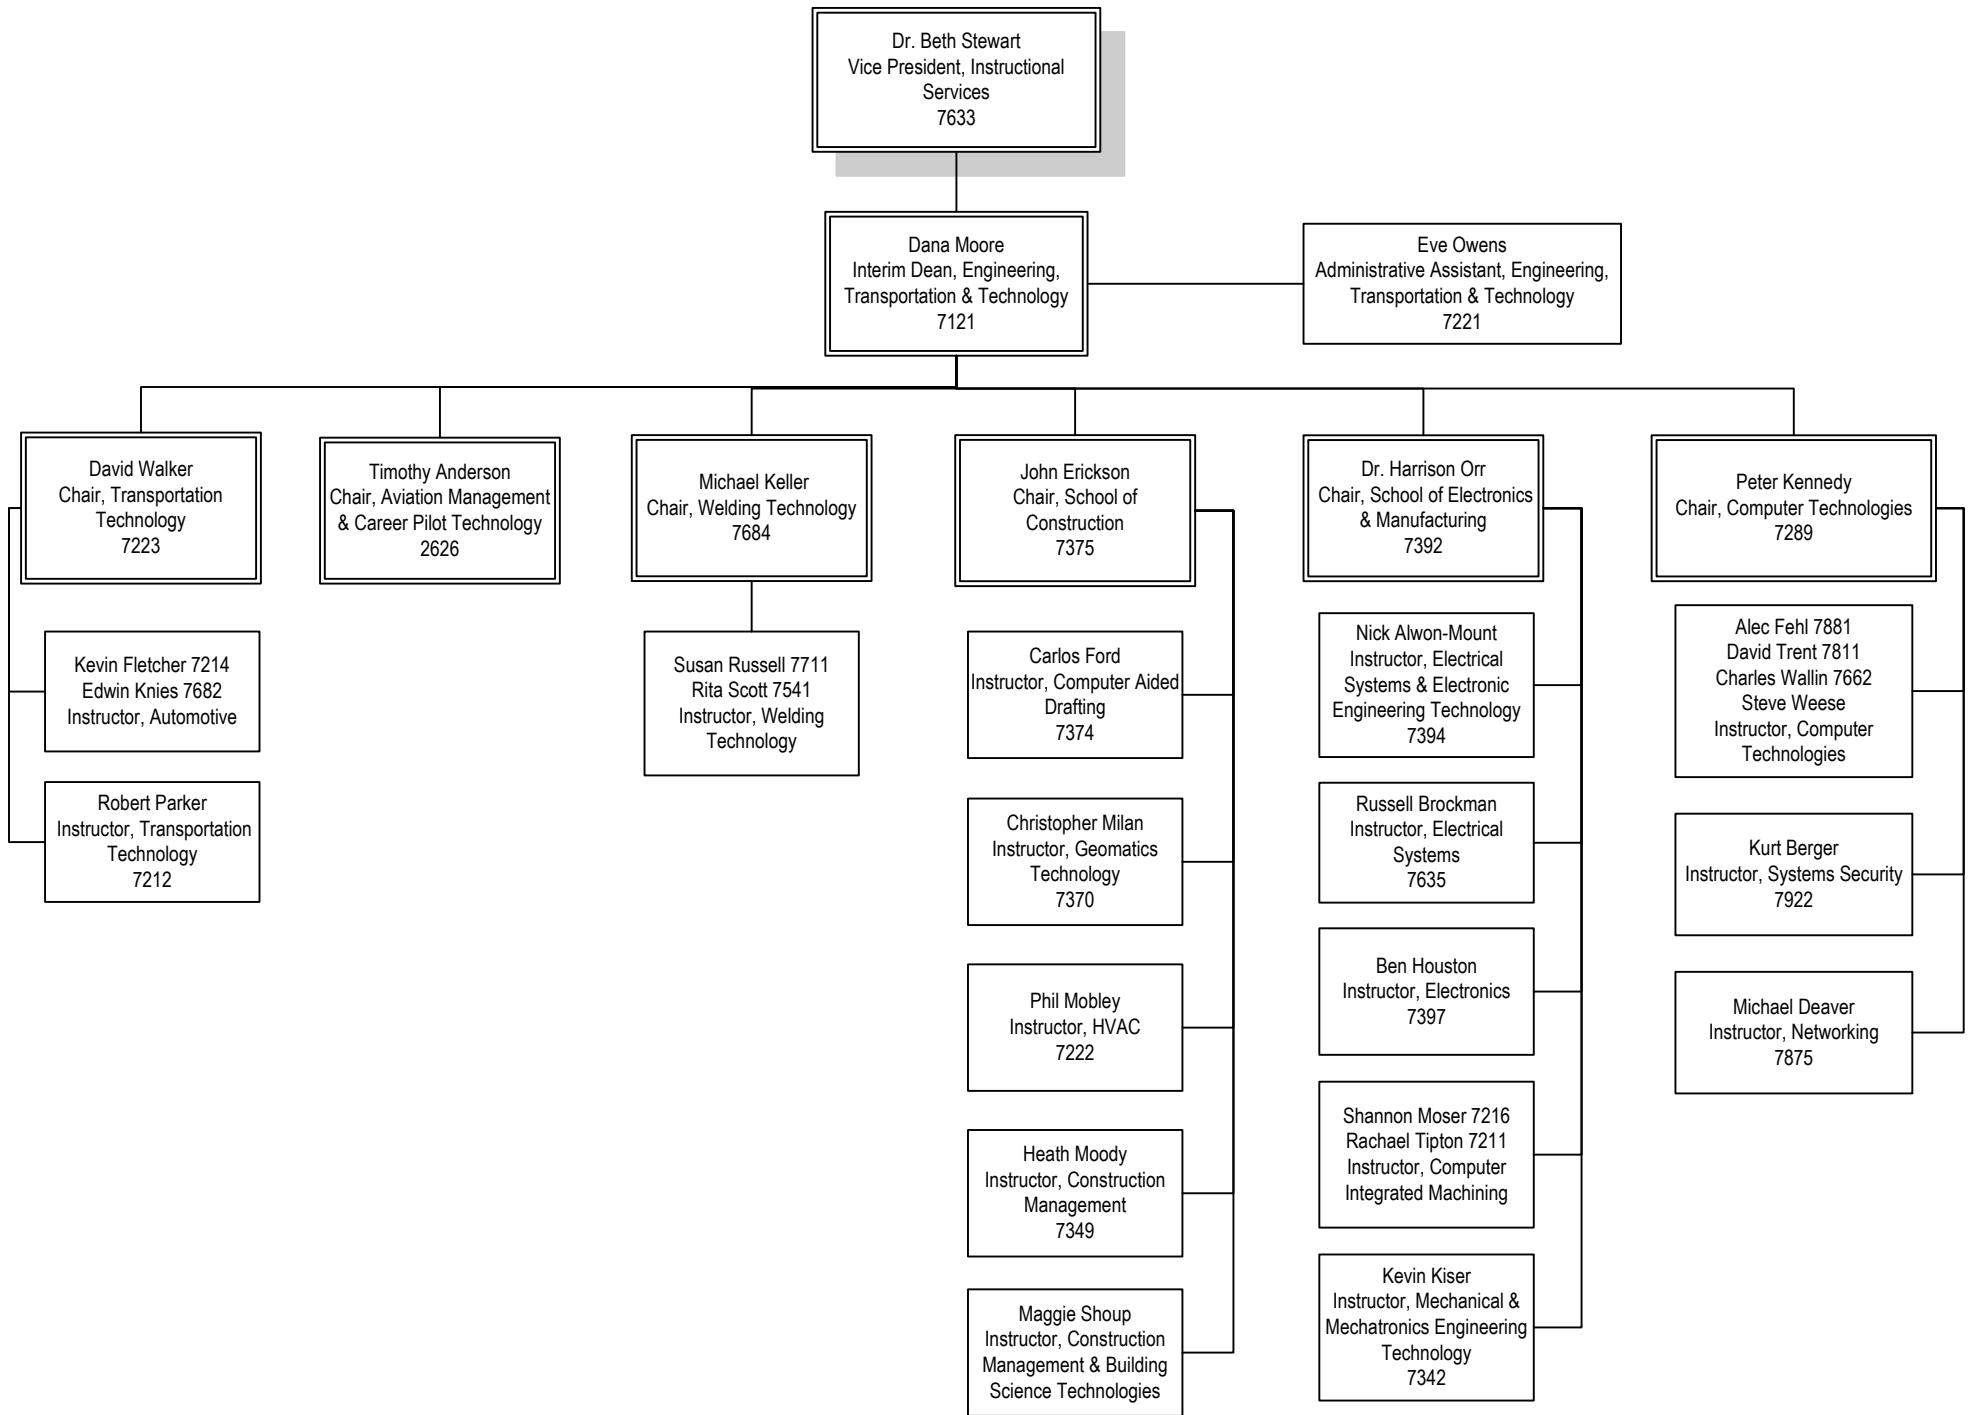 Dr. Beth Stewart
Vice President, Instructional
Services
7633
Dana Moore
Interim Dean, Engineering,
Transportation & Technology
7121
Eve Owens
Administrative Assistant, Engineering,
Transportation & Technology
7221
David Walker
Chair, Transportation
Technology
7223
Timothy Anderson
Chair, Aviation Management
& Career Pilot Technology
2626
Michael Keller
Chair, Welding Technology
7684
John Erickson
Chair, School of
Construction
7375
Dr. Harrison Orr
Chair, School of Electronics
& Manufacturing
7392
Peter Kennedy
Chair, Computer Technologies
7289
Kevin Fletcher 7214
Edwin Knies 7682
Instructor, Automotive
Robert Parker
Instructor, Transportation
Technology
7212
Susan Russell 7711
Rita Scott 7541
Instructor, Welding
Technology
Carlos Ford
Instructor, Computer Aided
Drafting
7374
Christopher Milan
Instructor, Geomatics
Technology
7370
Phil Mobley
Instructor, HVAC
7222
Heath Moody
Instructor, Construction
Management
7349
Maggie Shoup
Instructor, Construction
Management & Building
Science Technologies
Nick Alwon-Mount
Instructor, Electrical
Systems & Electronic
Engineering Technology
7394
Russell Brockman
Instructor, Electrical
Systems
7635
Ben Houston
Instructor, Electronics
7397
Shannon Moser 7216
Rachael Tipton 7211
Instructor, Computer
Integrated Machining
Kevin Kiser
Instructor, Mechanical &
Mechatronics Engineering
Technology
7342
Alec Fehl 7881
David Trent 7811
Charles Wallin 7662
Steve Weese
Instructor, Computer
Technologies
Kurt Berger
Instructor, Systems Security
7922
Michael Deaver
Instructor, Networking
7875